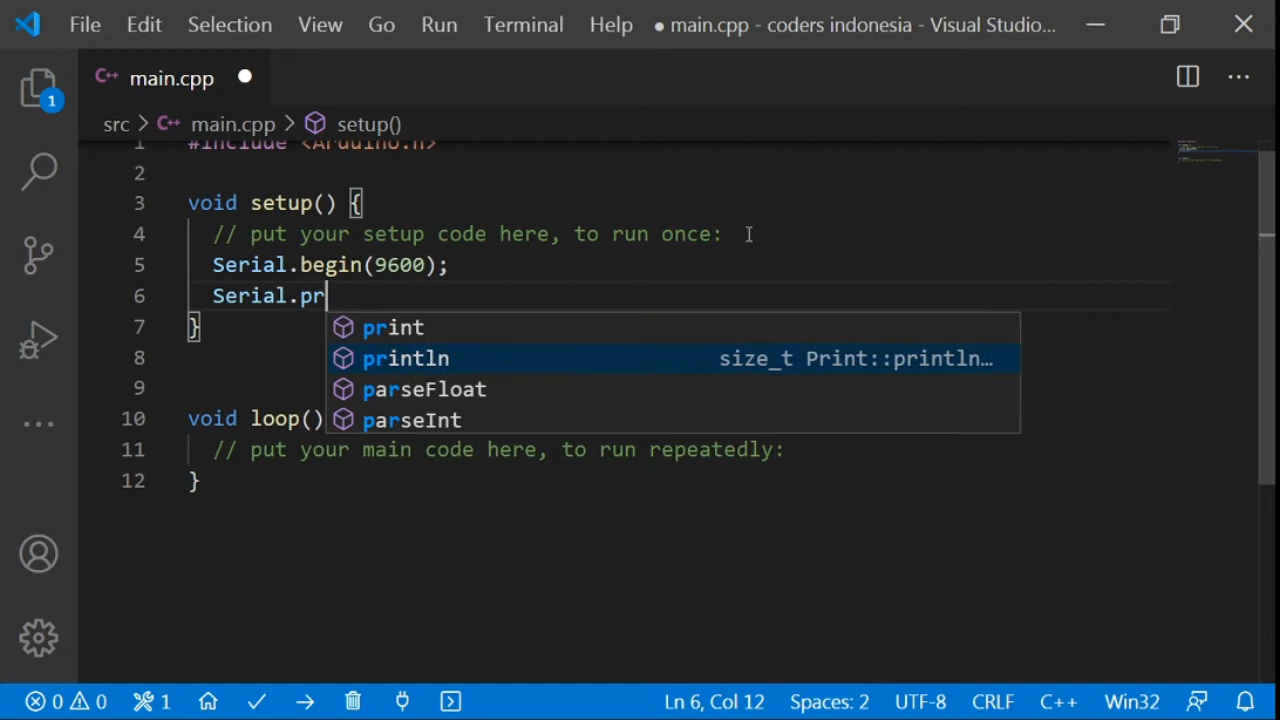 File Edit Selection View Go Run Terminal Help ● main.cpp - coders indonesia - Visual Studio...
1
C++ main.cpp ●
src > C++ main.cpp > setup()
1 #include <Arduino.h>
2
3 void setup() {
4 // put your setup code here, to run once:
5 Serial.begin(9600);
6 Serial.pr
7 }
print
8
println size_t Print::println…
9
parseFloat
10 void loop()
parseInt
11 // put your main code here, to run repeatedly:
12 }
0 0 1 Ln 6, Col 12 Spaces: 2 UTF-8 CRLF C++ Win32